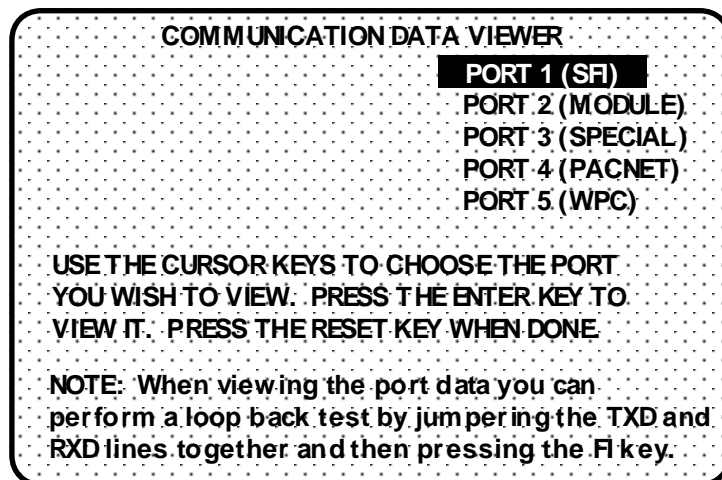 COMMUNICATION DATA VIEWER
PORT 1 (SFI)
PORT 2 (MODULE)
PORT 3 (SPECIAL)
PORT 4 (PACNET)
PORT 5 (WPC)
USE THE CURSOR KEYS TO CHOOSE THE PORT
YOU WISH TO VIEW. PRESS THE ENTER KEY TO
VIEW IT. PRESS THE RESET KEY WHEN DONE.
NOTE: When viewing the port data you can
perform a loop back test by jumpering the TXD and
RXD lines together and then pressing the FI key.